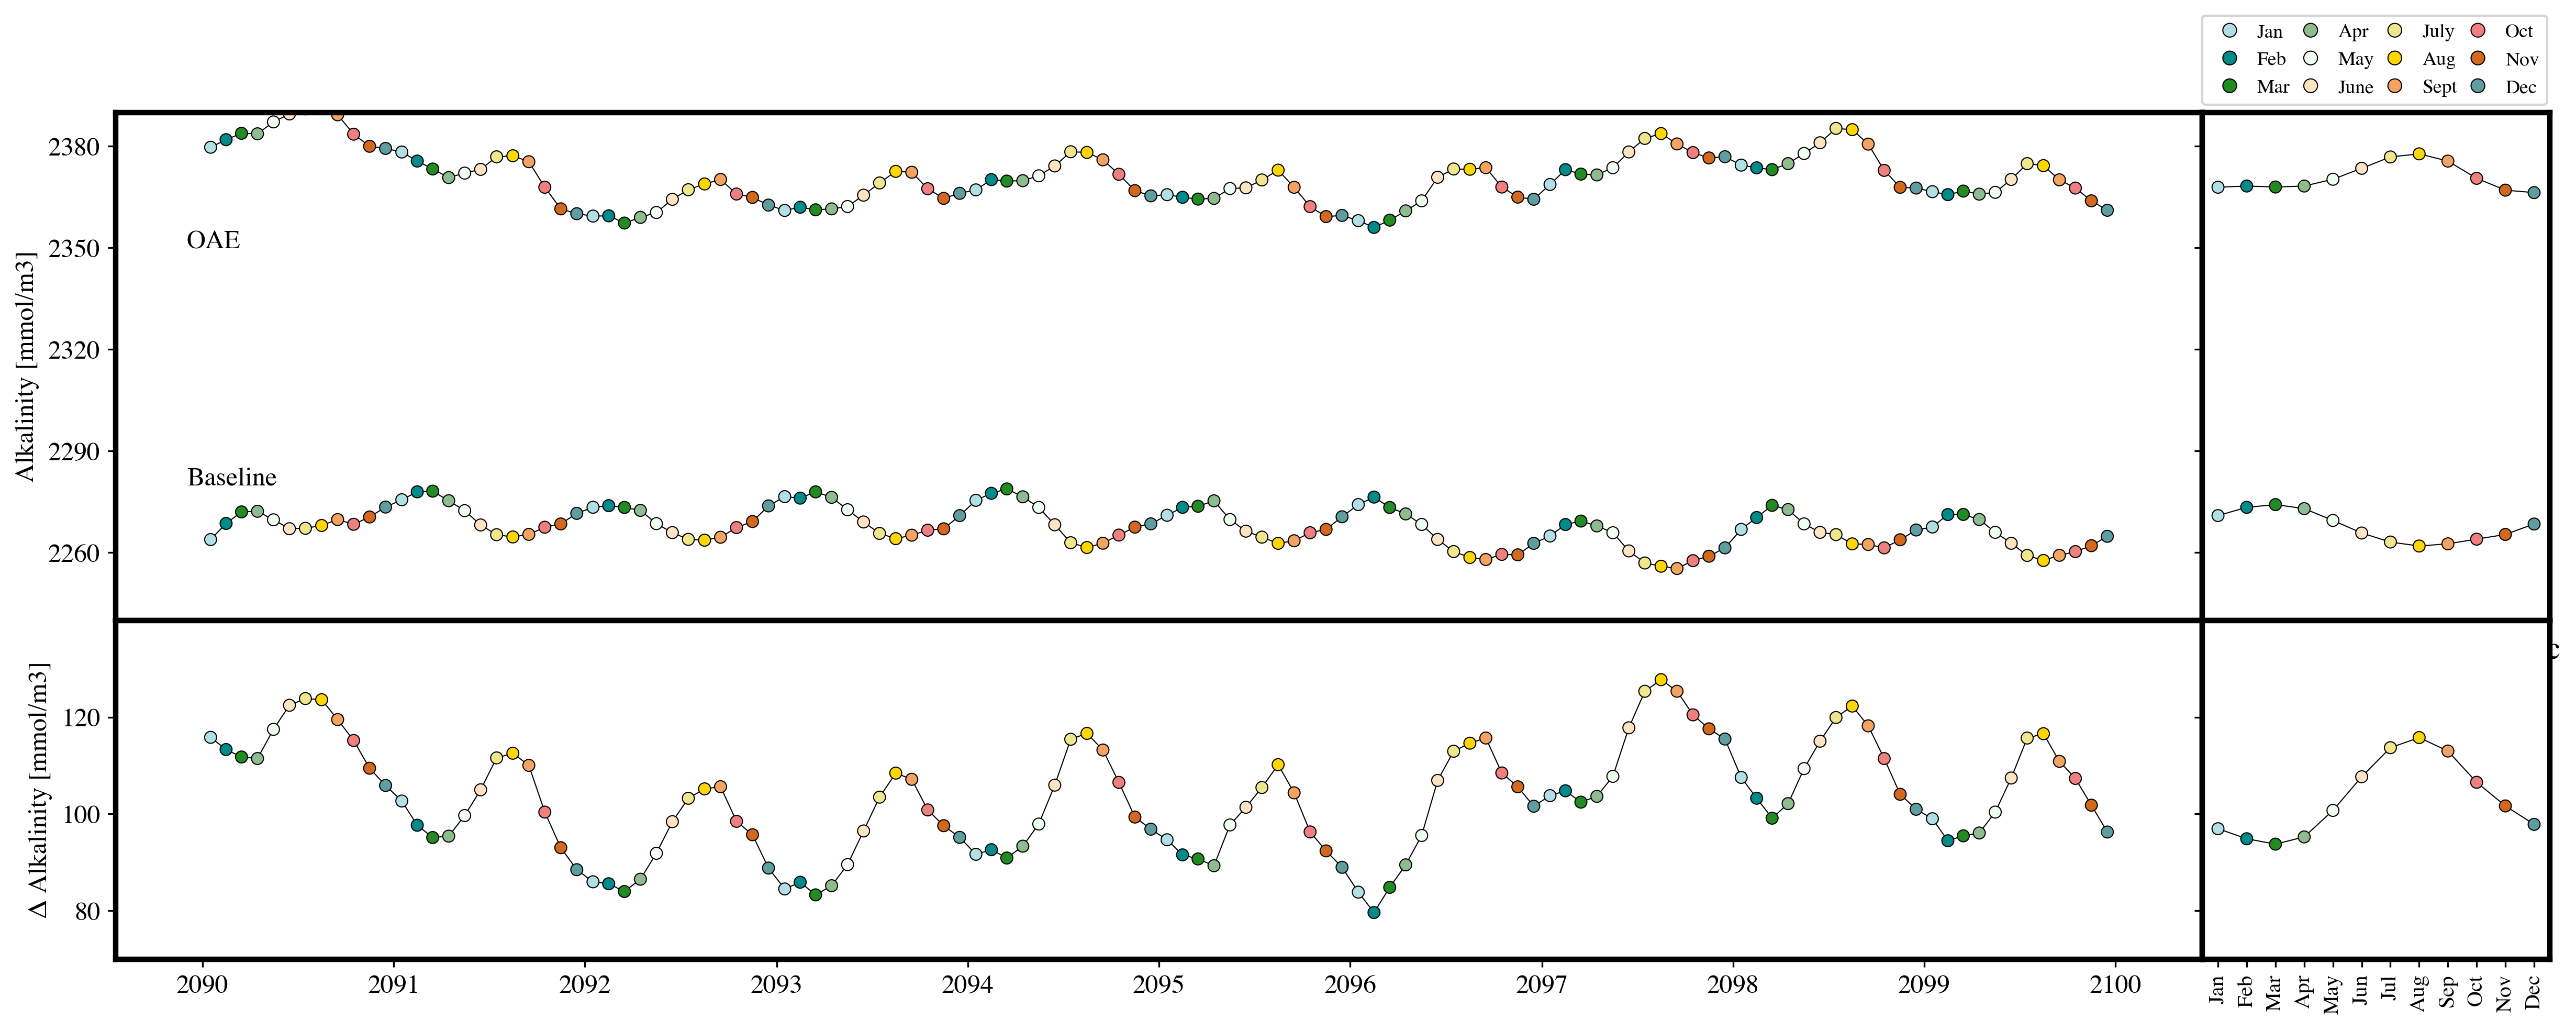 Jan Apr July Oct
Feb May Aug Nov
Mar June Sept Dec
Alkalinity [mmol/m3]
2380
2350
2320
2290
2260
OAE
Baseline
c
Δ Alkalinity [mmol/m3]
120
100
80
2090 2091 2092 2093 2094 2095 2096 2097 2098 2099 2100
Jan
Feb
Mar
Apr
May
Jun
Jul
Aug
Sep
Oct
Nov
Dec